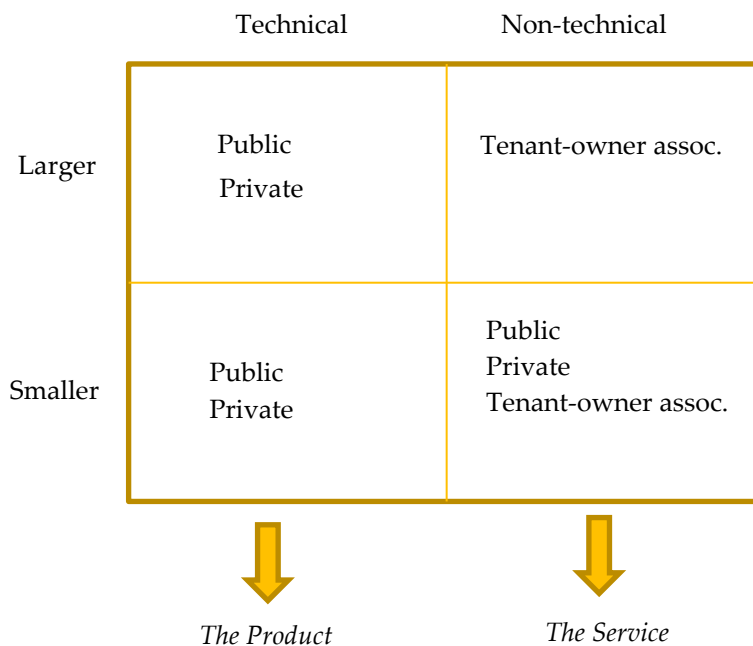 Technical Non-technical
Larger
Public
Private
Tenant-owner assoc.
Smaller
Public
Private
Public
Private
Tenant-owner assoc.
The Product
The Service